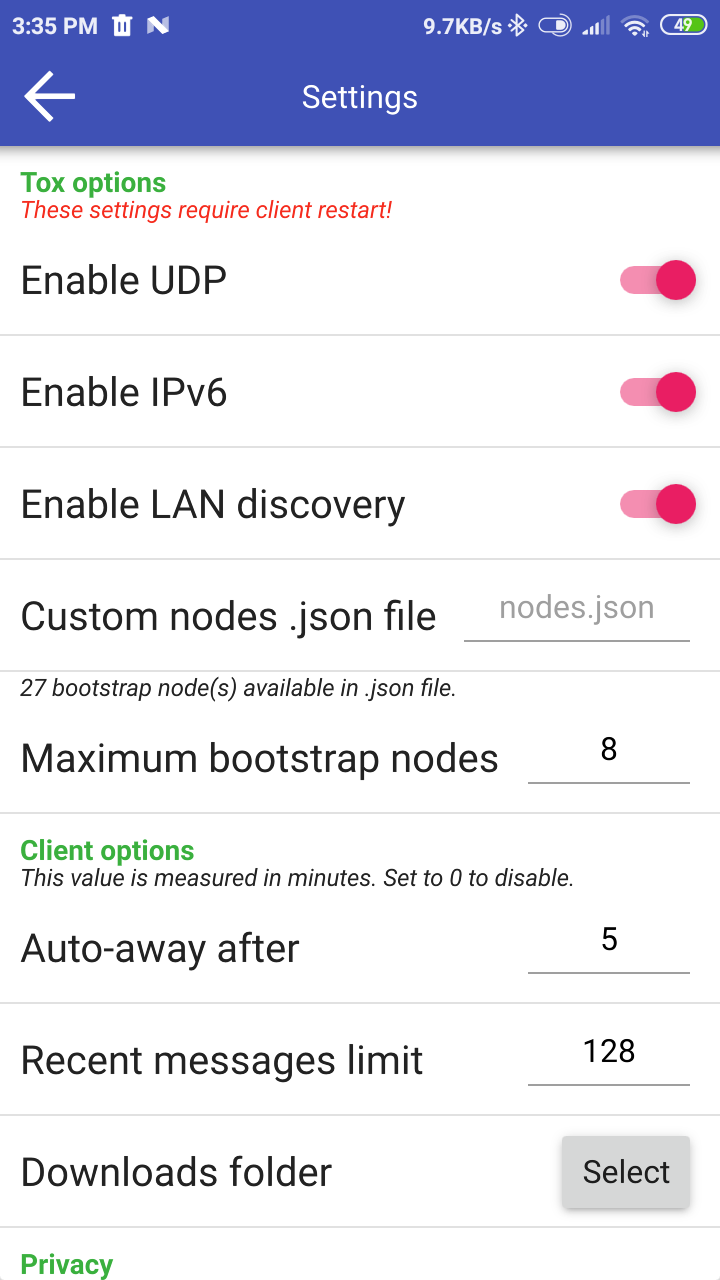 3:35 PM 9.7KB/s 49
Settings
Tox options
These settings require client restart!
Enable UDP
Enable IPv6
Enable LAN discovery
Custom nodes .json file nodes.json
27 bootstrap node(s) available in .json file.
Maximum bootstrap nodes 8
Client options
This value is measured in minutes. Set to 0 to disable.
Auto-away after 5
Recent messages limit 128
Downloads folder Select
Privacy